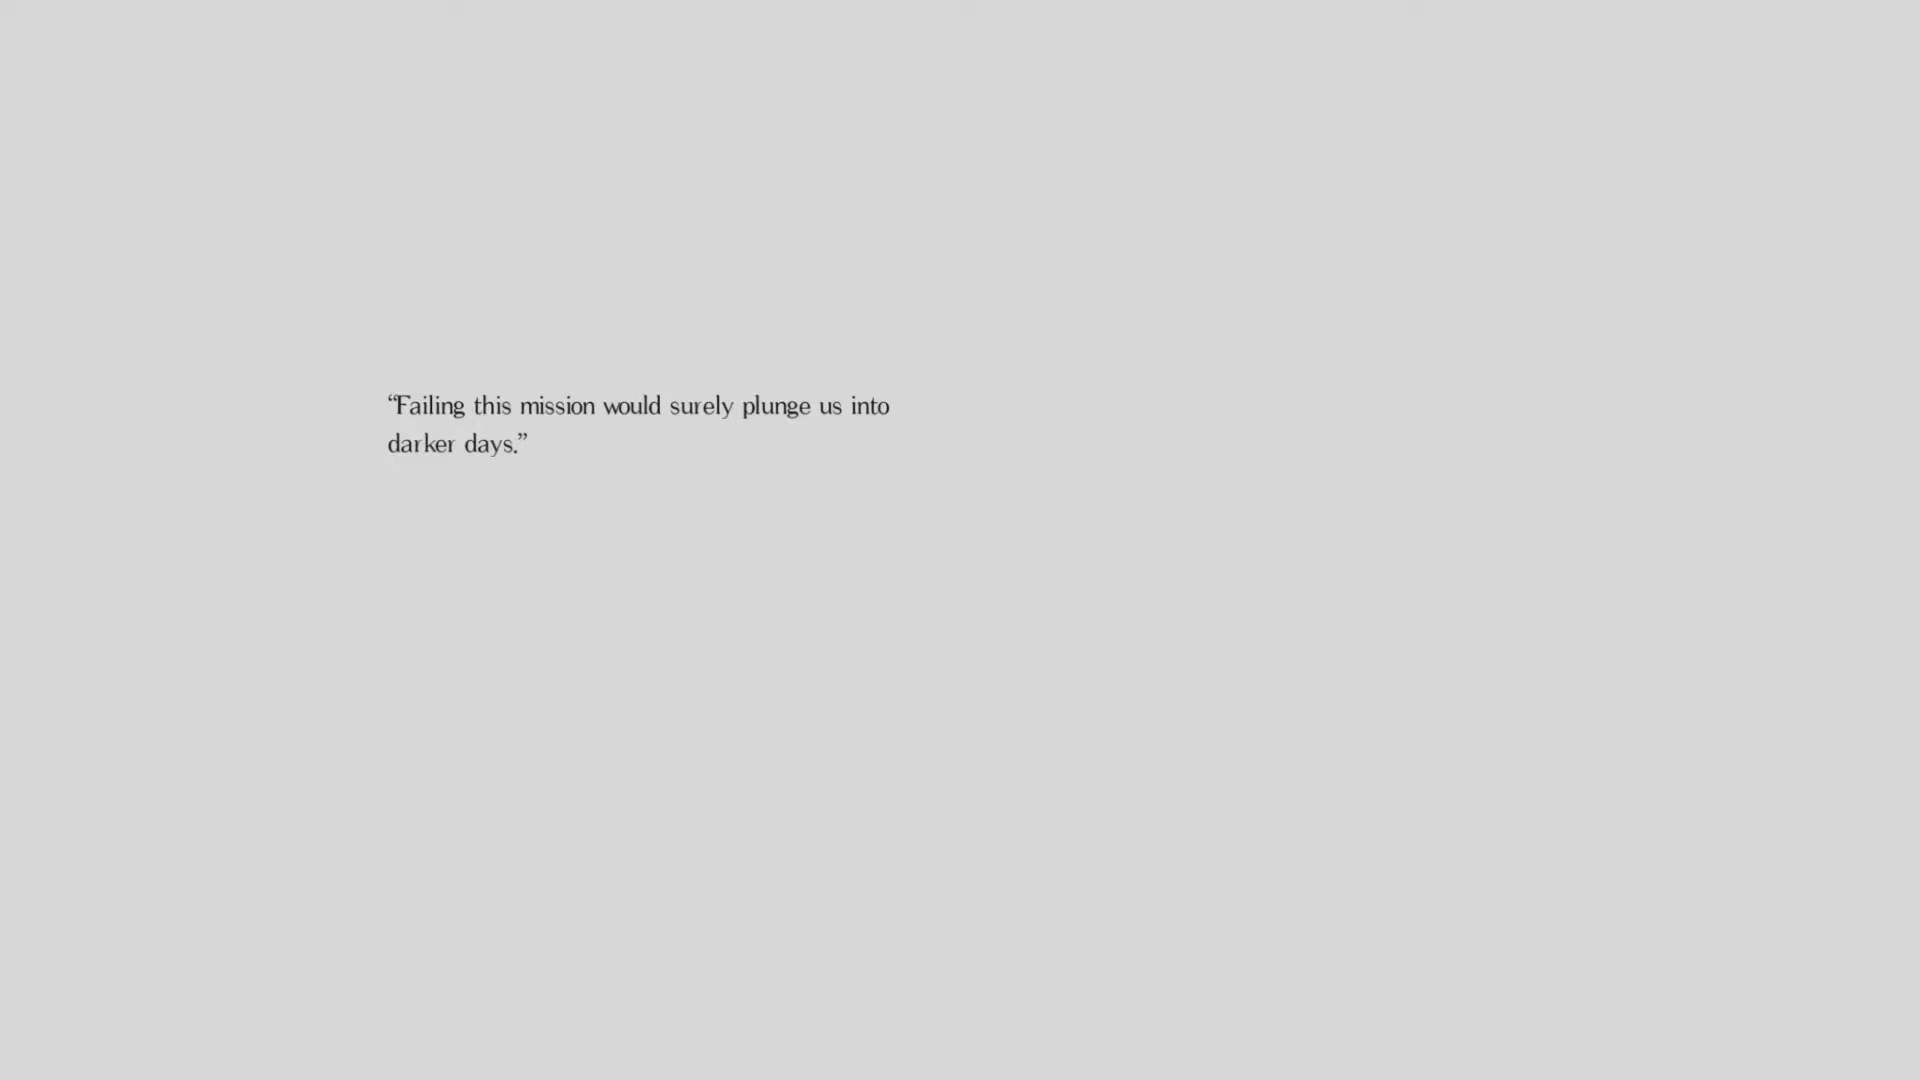 “Failing this mission would surely plunge us into
darker days.”